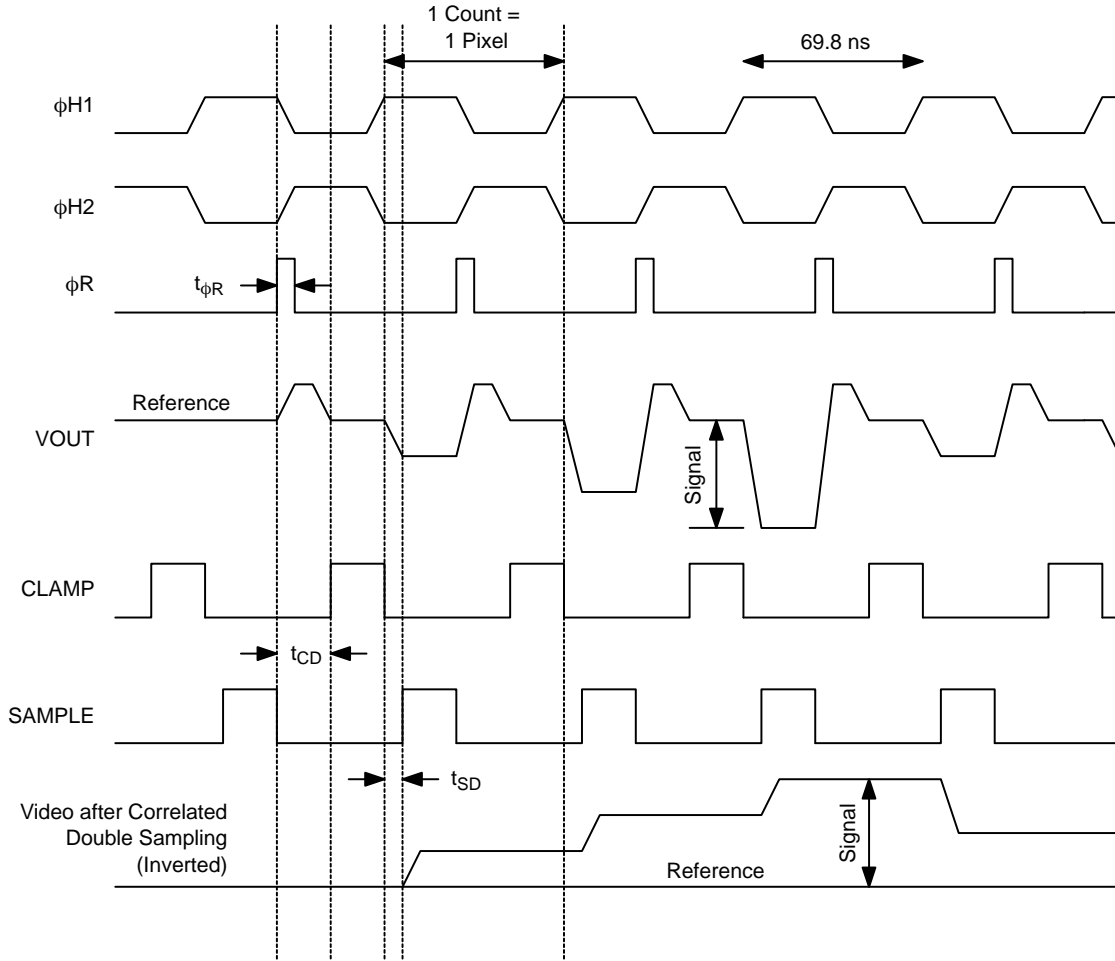 1 Count =
1 Pixel
69.8 ns
ϕH1
ϕH2
ϕR
tϕR
Reference
VOUT
Signal
CLAMP
tCD
SAMPLE
tSD
Video after Correlated
Double Sampling
(Inverted)
Signal
Reference